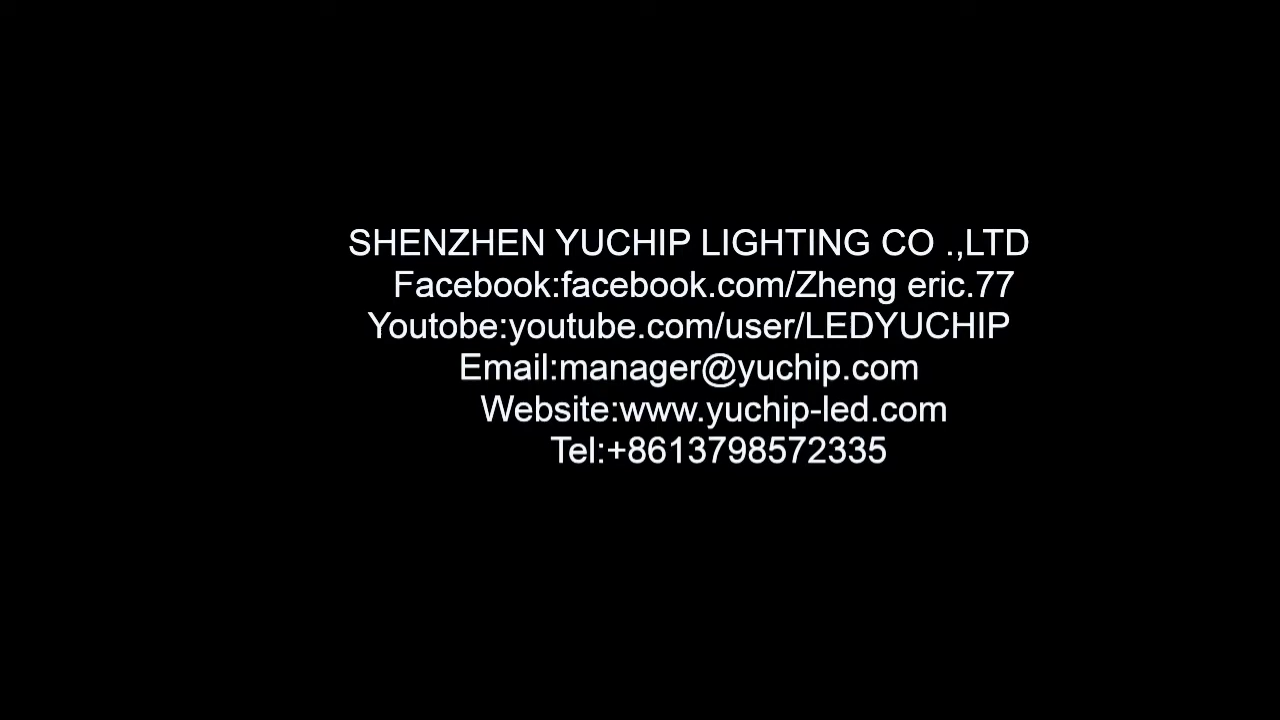 SHENZHEN YUCHIP LIGHTING CO .,LTD
Facebook:facebook.com/Zheng eric.77
Youtobe:youtube.com/user/LEDYUCHIP
Email:manager@yuchip.com
Website:www.yuchip-led.com
Tel:+8613798572335